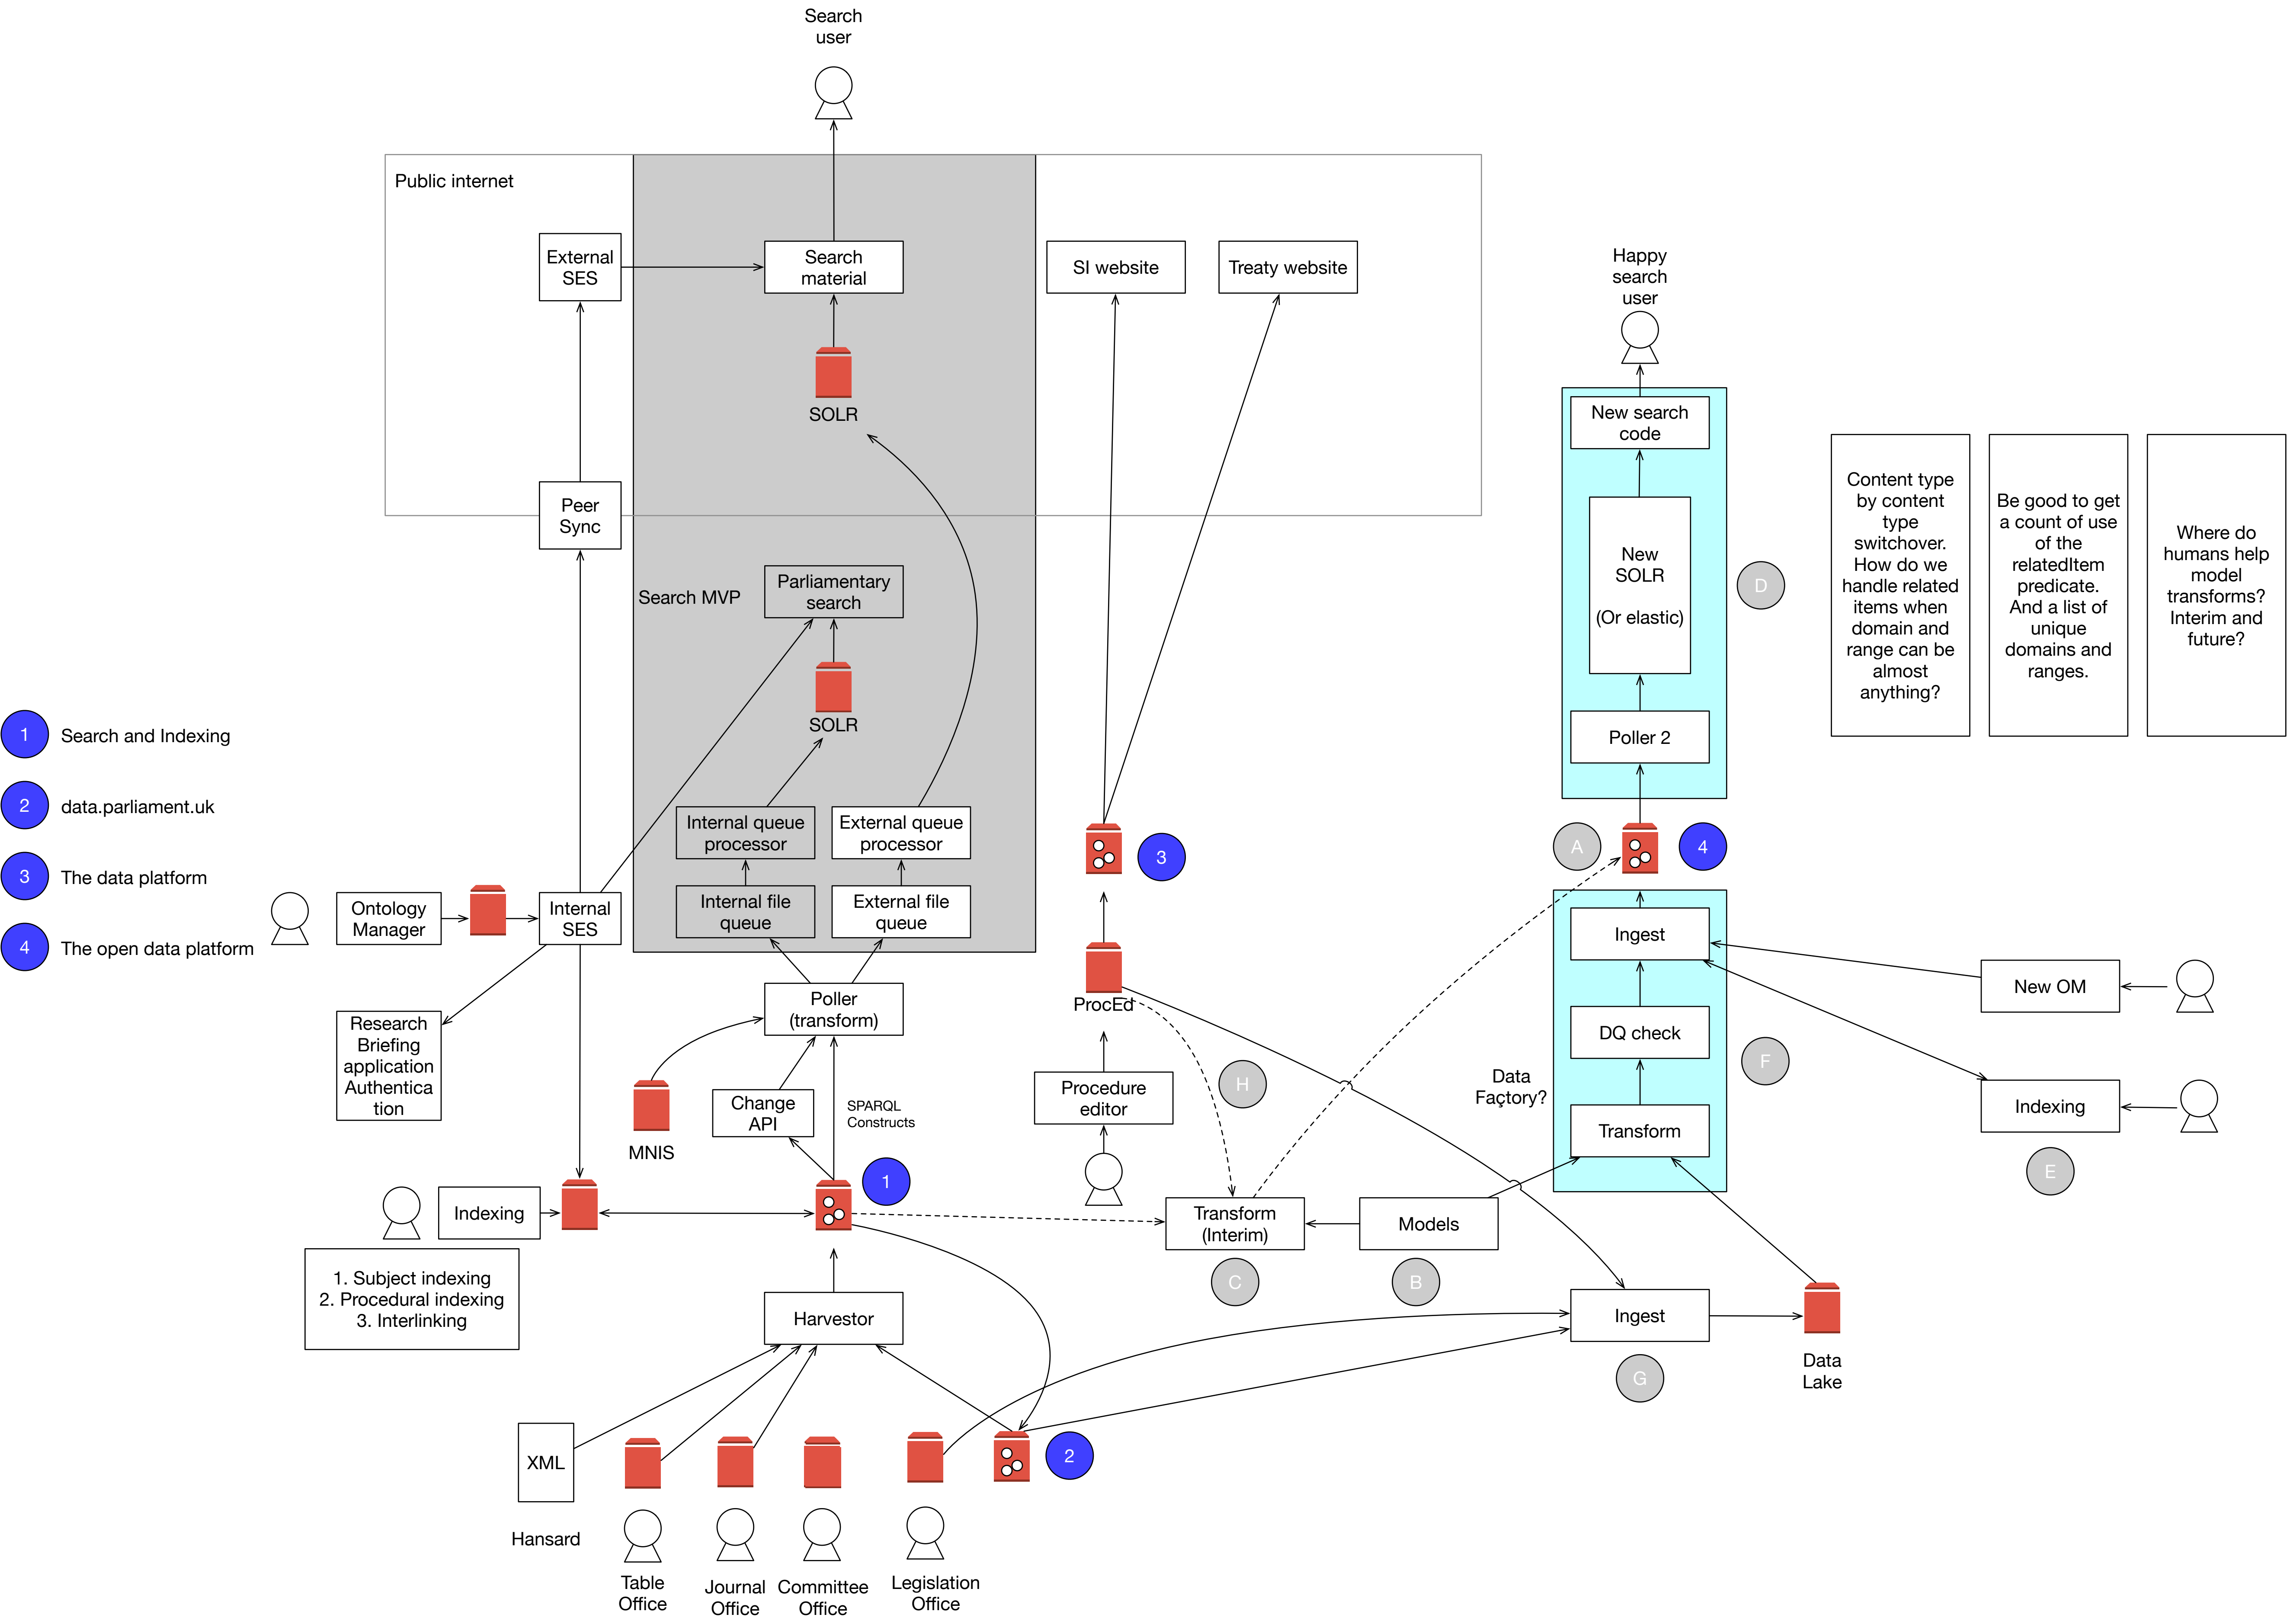 Search
user
Public internet
External
SES
Search
material
SI website
Treaty website
Happy
search
user
SOLR
New search
code
Peer
Sync
Search MVP
Parliamentary
search
New
SOLR
(Or elastic)
D
Content type
by content
type
switchover.
How do we
handle related
items when
domain and
range can be
almost
anything?
Be good to get
a count of use
of the
relatedItem
predicate.
And a list of
unique
domains and
ranges.
Where do
humans help
model
transforms?
Interim and
future?
SOLR
Poller 2
1
Search and Indexing
2
data.parliament.uk
3
The data platform
4
The open data platform
Internal queue
processor
External queue
processor
3
A
4
Ontology
Manager
Internal
SES
Internal file
queue
External file
queue
Ingest
Poller
(transform)
ProcEd
New OM
Research
Briefing
application
Authentica
tion
DQ check
F
MNIS
Change
API
SPARQL
Constructs
Procedure
editor
H
Data
Façtory?
Transform
Indexing
E
1
Indexing
Transform
(Interim)
Models
C
B
1. Subject indexing
2. Procedural indexing
3. Interlinking
Harvestor
Ingest
G
Data
Lake
XML
2
Hansard
Table
Office
Journal
Office
Committee
Office
Legislation
Office